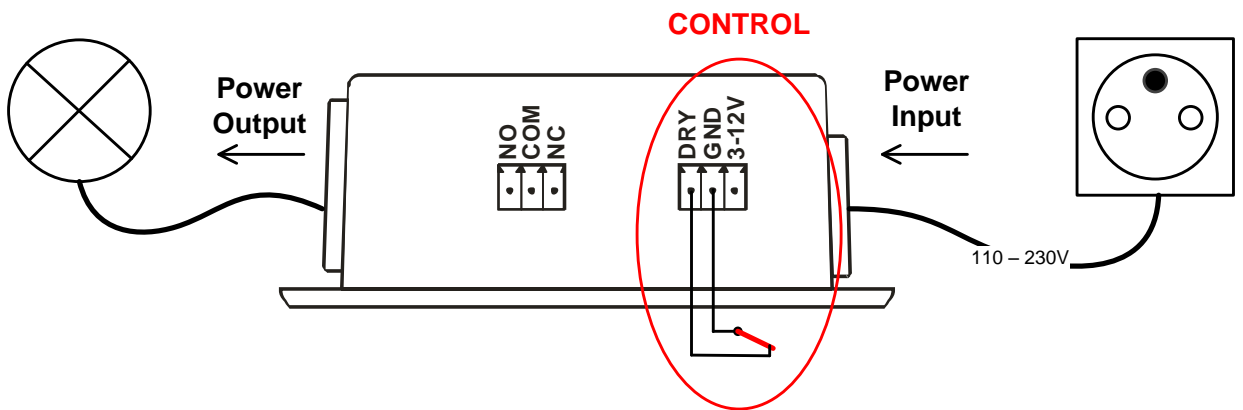 CONTROL
Power
Output
NO
COM
NC
DRY
GND
3-12V
Power
Input
110 – 230V